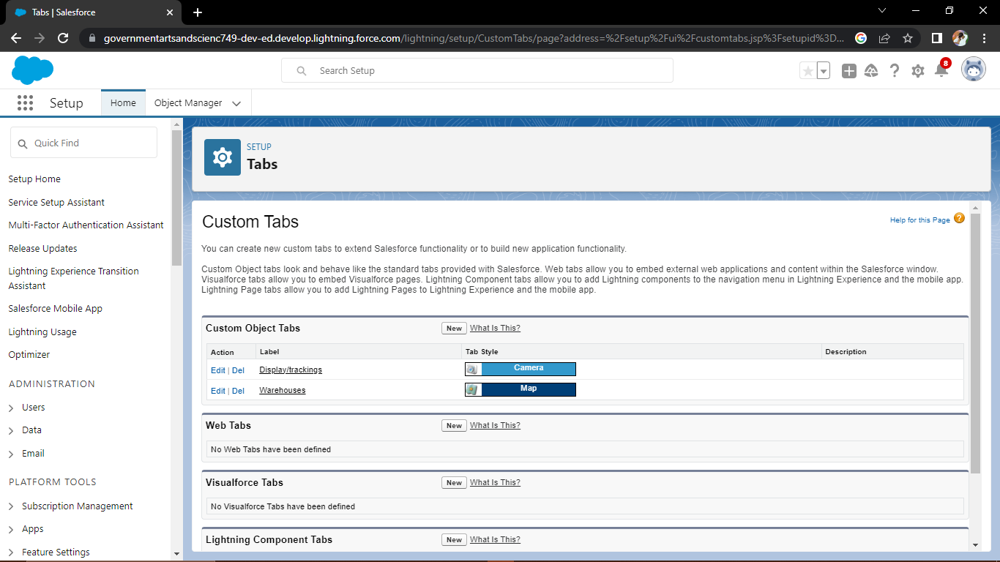 Tabs | Salesforce
governmentartsandscienc749-dev-ed.develop.lightning.force.com/lightning/setup/CustomTabs/page?address=%2Fsetup%2Fui%2Fcustomtabs.jsp%3Fsetupid%3D...
Search Setup
8
Setup
Home
Object Manager
Quick Find
Setup Home
Service Setup Assistant
Multi-Factor Authentication Assistant
Release Updates
Lightning Experience Transition
Assistant
Salesforce Mobile App
Lightning Usage
Optimizer
ADMINISTRATION
Users
Data
Email
PLATFORM TOOLS
Subscription Management
Apps
Feature Settings
SETUP
Tabs
Custom Tabs
Help for this Page ?
You can create new custom tabs to extend Salesforce functionality or to build new application functionality.
Custom Object tabs look and behave like the standard tabs provided with Salesforce. Web tabs allow you to embed external web applications and content within the Salesforce window.
Visualforce tabs allow you to embed Visualforce pages. Lightning Component tabs allow you to add Lightning components to the navigation menu in Lightning Experience and the mobile app.
Lightning Page tabs allow you to add Lightning Pages to Lightning Experience and the mobile app.
Custom Object Tabs New What Is This?
Action Label Tab Style Description
Edit | Del Display/trackings Camera
Edit | Del Warehouses Map
Web Tabs New What Is This?
No Web Tabs have been defined
Visualforce Tabs New What Is This?
No Visualforce Tabs have been defined
Lightning Component Tabs New What Is This?